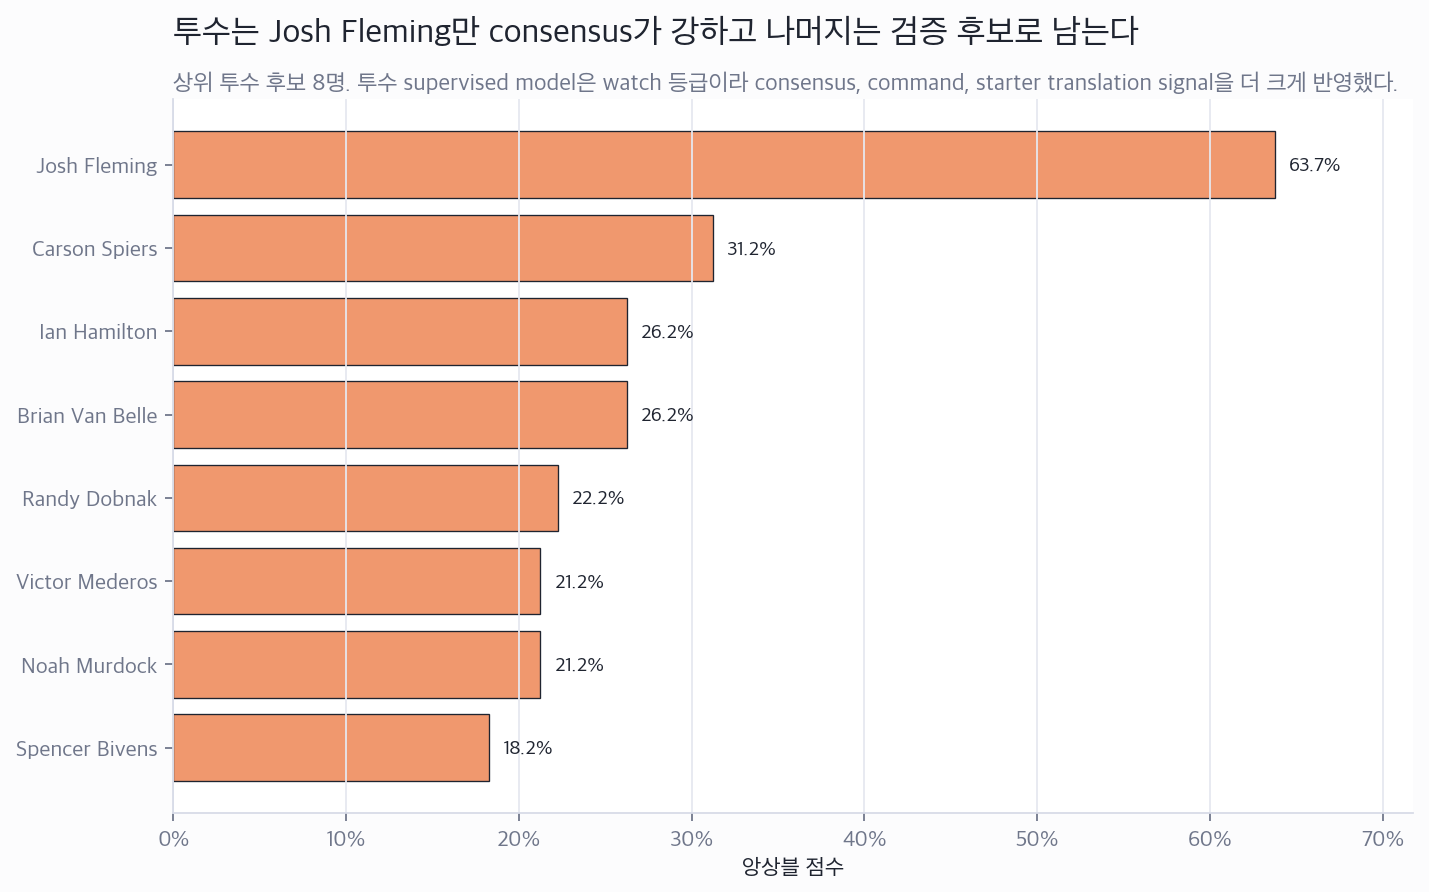 투수는 Josh Fleming만 consensus가 강하고 나머지는 검증 후보로 남는다
상위 투수 후보 8명. 투수 supervised model은 watch 등급이라 consensus, command, starter translation signal을 더 크게 반영했다.
Josh Fleming 63.7%
Carson Spiers 31.2%
Ian Hamilton 26.2%
Brian Van Belle 26.2%
Randy Dobnak 22.2%
Victor Mederos 21.2%
Noah Murdock 21.2%
Spencer Bivens 18.2%
0% 10% 20% 30% 40% 50% 60% 70%
앙상블 점수